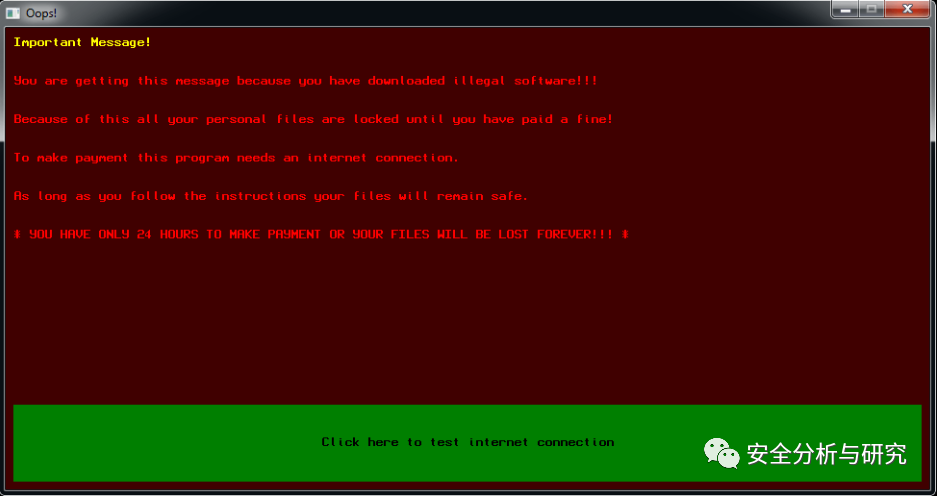 Oops!
Important Message!
You are getting this message because you have downloaded illegal software!!!
Because of this all your personal files are locked until you have paid a fine!
To make payment this program needs an internet connection.
As long as you follow the instructions your files will remain safe.
* YOU HAVE ONLY 24 HOURS TO MAKE PAYMENT OR YOUR FILES WILL BE LOST FOREVER!!! *
Click here to test internet connection
安全分析与研究